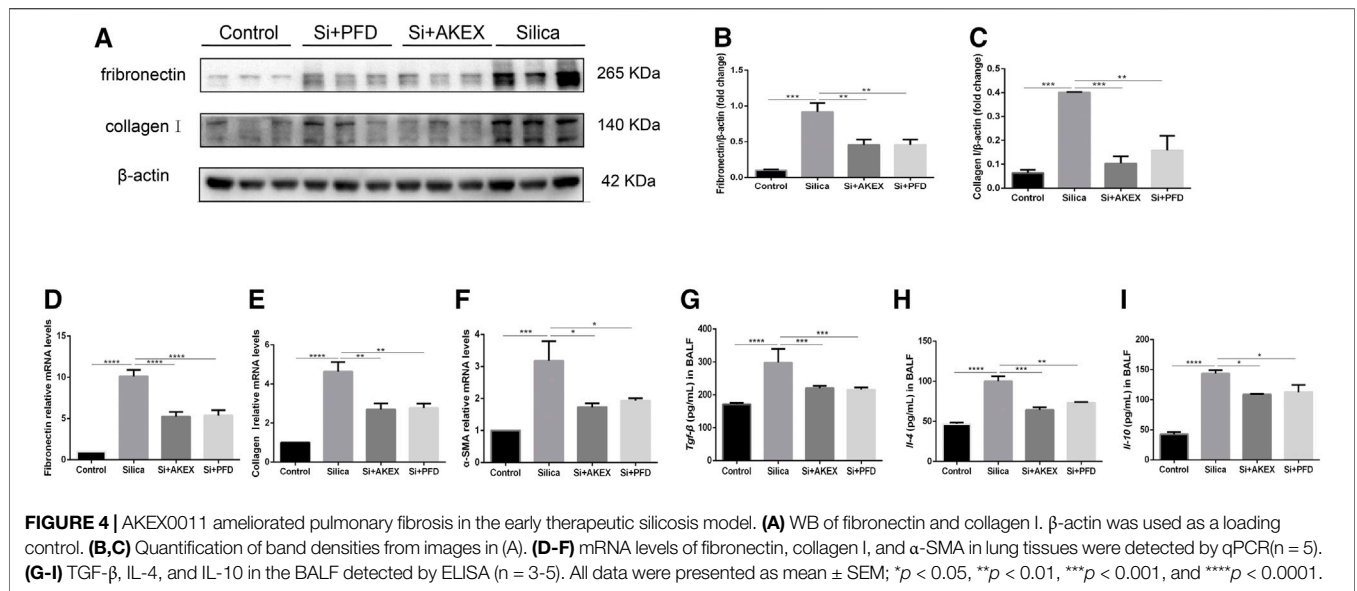 A
Control Si+PFD Si+AKEX Silica
fribronectin 265 KDa
collagen I 140 KDa
β-actin 42 KDa
B
Fribronectin/β-actin (fold change)
1.5
1.0
0.5
0.0
*** ** **
Control Silica Si+AKEX Si+PFD
C
Collagen I/β-actin (fold change)
0.4
0.3
0.2
0.1
0.0
*** *** **
Control Silica Si+AKEX Si+PFD
D
Fibronectin relative mRNA levels
15
10
5
0
**** **** ****
Control Silica Si+AKEX Si+PFD
E
Collagen Irelative mRNA levels
6
4
2
0
**** ** **
Control Silica Si+AKEX Si+PFD
F
α-SMA relative mRNA levels
4
3
2
1
0
*** * *
Control Silica Si+AKEX Si+PFD
G
Tgf-β (pg/mL) in BALF
400
300
200
100
0
**** *** ***
Control Silica Si+AKEX Si+PFD
H
Il-4 (pg/mL) in BALF
150
100
50
0
**** *** **
Control Silica Si+AKEX Si+PFD
I
Il-10 (pg/mL) in BALF
200
150
100
50
0
**** * *
Control Silica Si+AKEX Si+PFD
FIGURE 4 | AKEX0011 ameliorated pulmonary fibrosis in the early therapeutic silicosis model. (A) WB of fibronectin and collagen I. β-actin was used as a loading
control. (B,C) Quantification of band densities from images in (A). (D-F) mRNA levels of fibronectin, collagen I, and α-SMA in lung tissues were detected by qPCR(n = 5).
(G-I) TGF-β, IL-4, and IL-10 in the BALF detected by ELISA (n = 3-5). All data were presented as mean ± SEM; *p < 0.05, **p < 0.01, ***p < 0.001, and ****p < 0.0001.